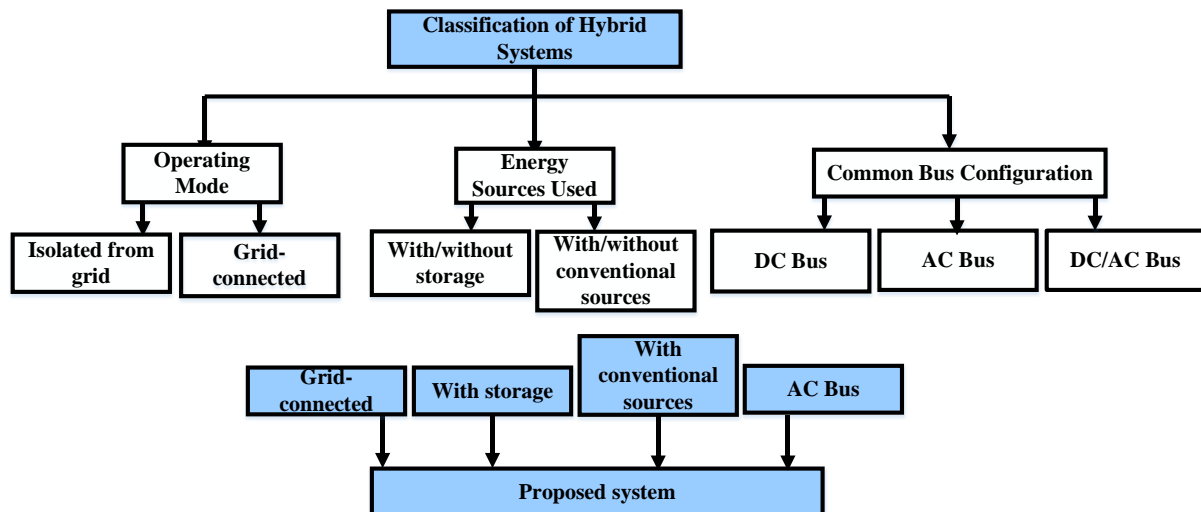 Classification of Hybrid
Systems
Operating
Mode
Energy
Sources Used
Common Bus Configuration
Isolated from
grid
Grid-
connected
With/without
storage
With/without
conventional
sources
DC Bus
AC Bus
DC/AC Bus
Grid-
connected
With storage
With
conventional
sources
AC Bus
Proposed system